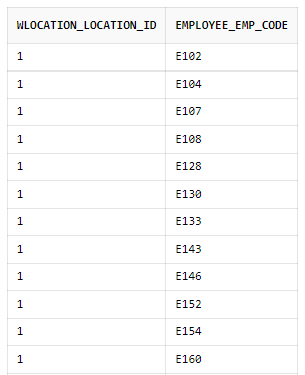 WLOCATION_LOCATION_ID EMPLOYEE_EMP_CODE
1 E102
1 E104
1 E107
1 E108
1 E128
1 E130
1 E133
1 E143
1 E146
1 E152
1 E154
1 E160